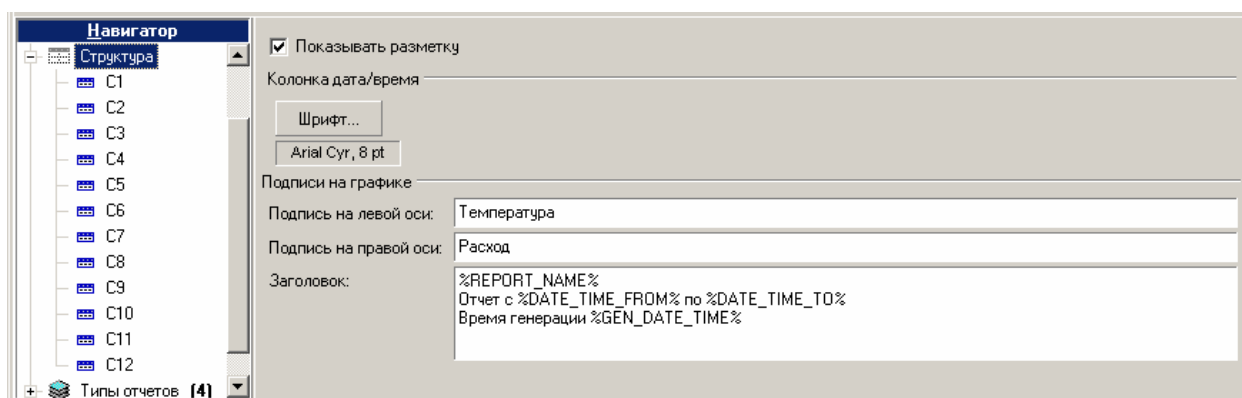 Навигатор
Структура
C1
C2
C3
C4
C5
C6
C7
C8
C9
C10
C11
C12
Типы отчетов (4)
Показывать разметку
Колонка дата/время
Шрифт...
Arial Cyr, 8 pt
Подписи на графике
Подпись на левой оси: Температура
Подпись на правой оси: Расход
Заголовок: %REPORT_NAME%
Отчет с %DATE_TIME_FROM% по %DATE_TIME_TO%
Время генерации %GEN_DATE_TIME%